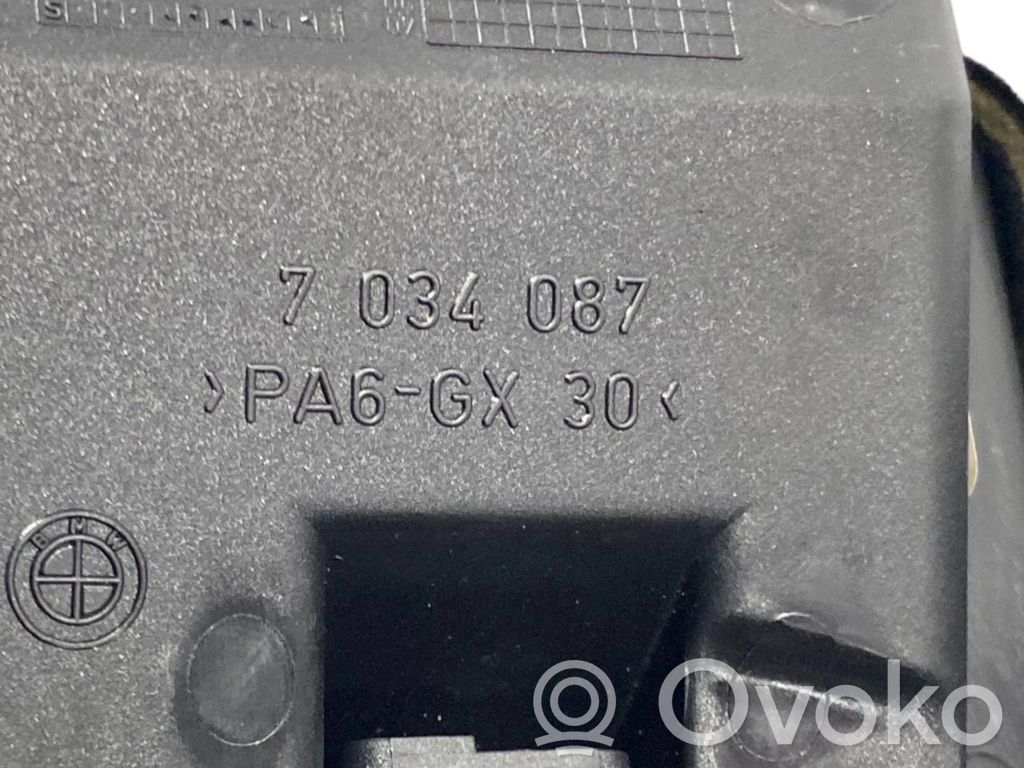 7 034 087
>PA6-GX 30<
BMW
Ovoko